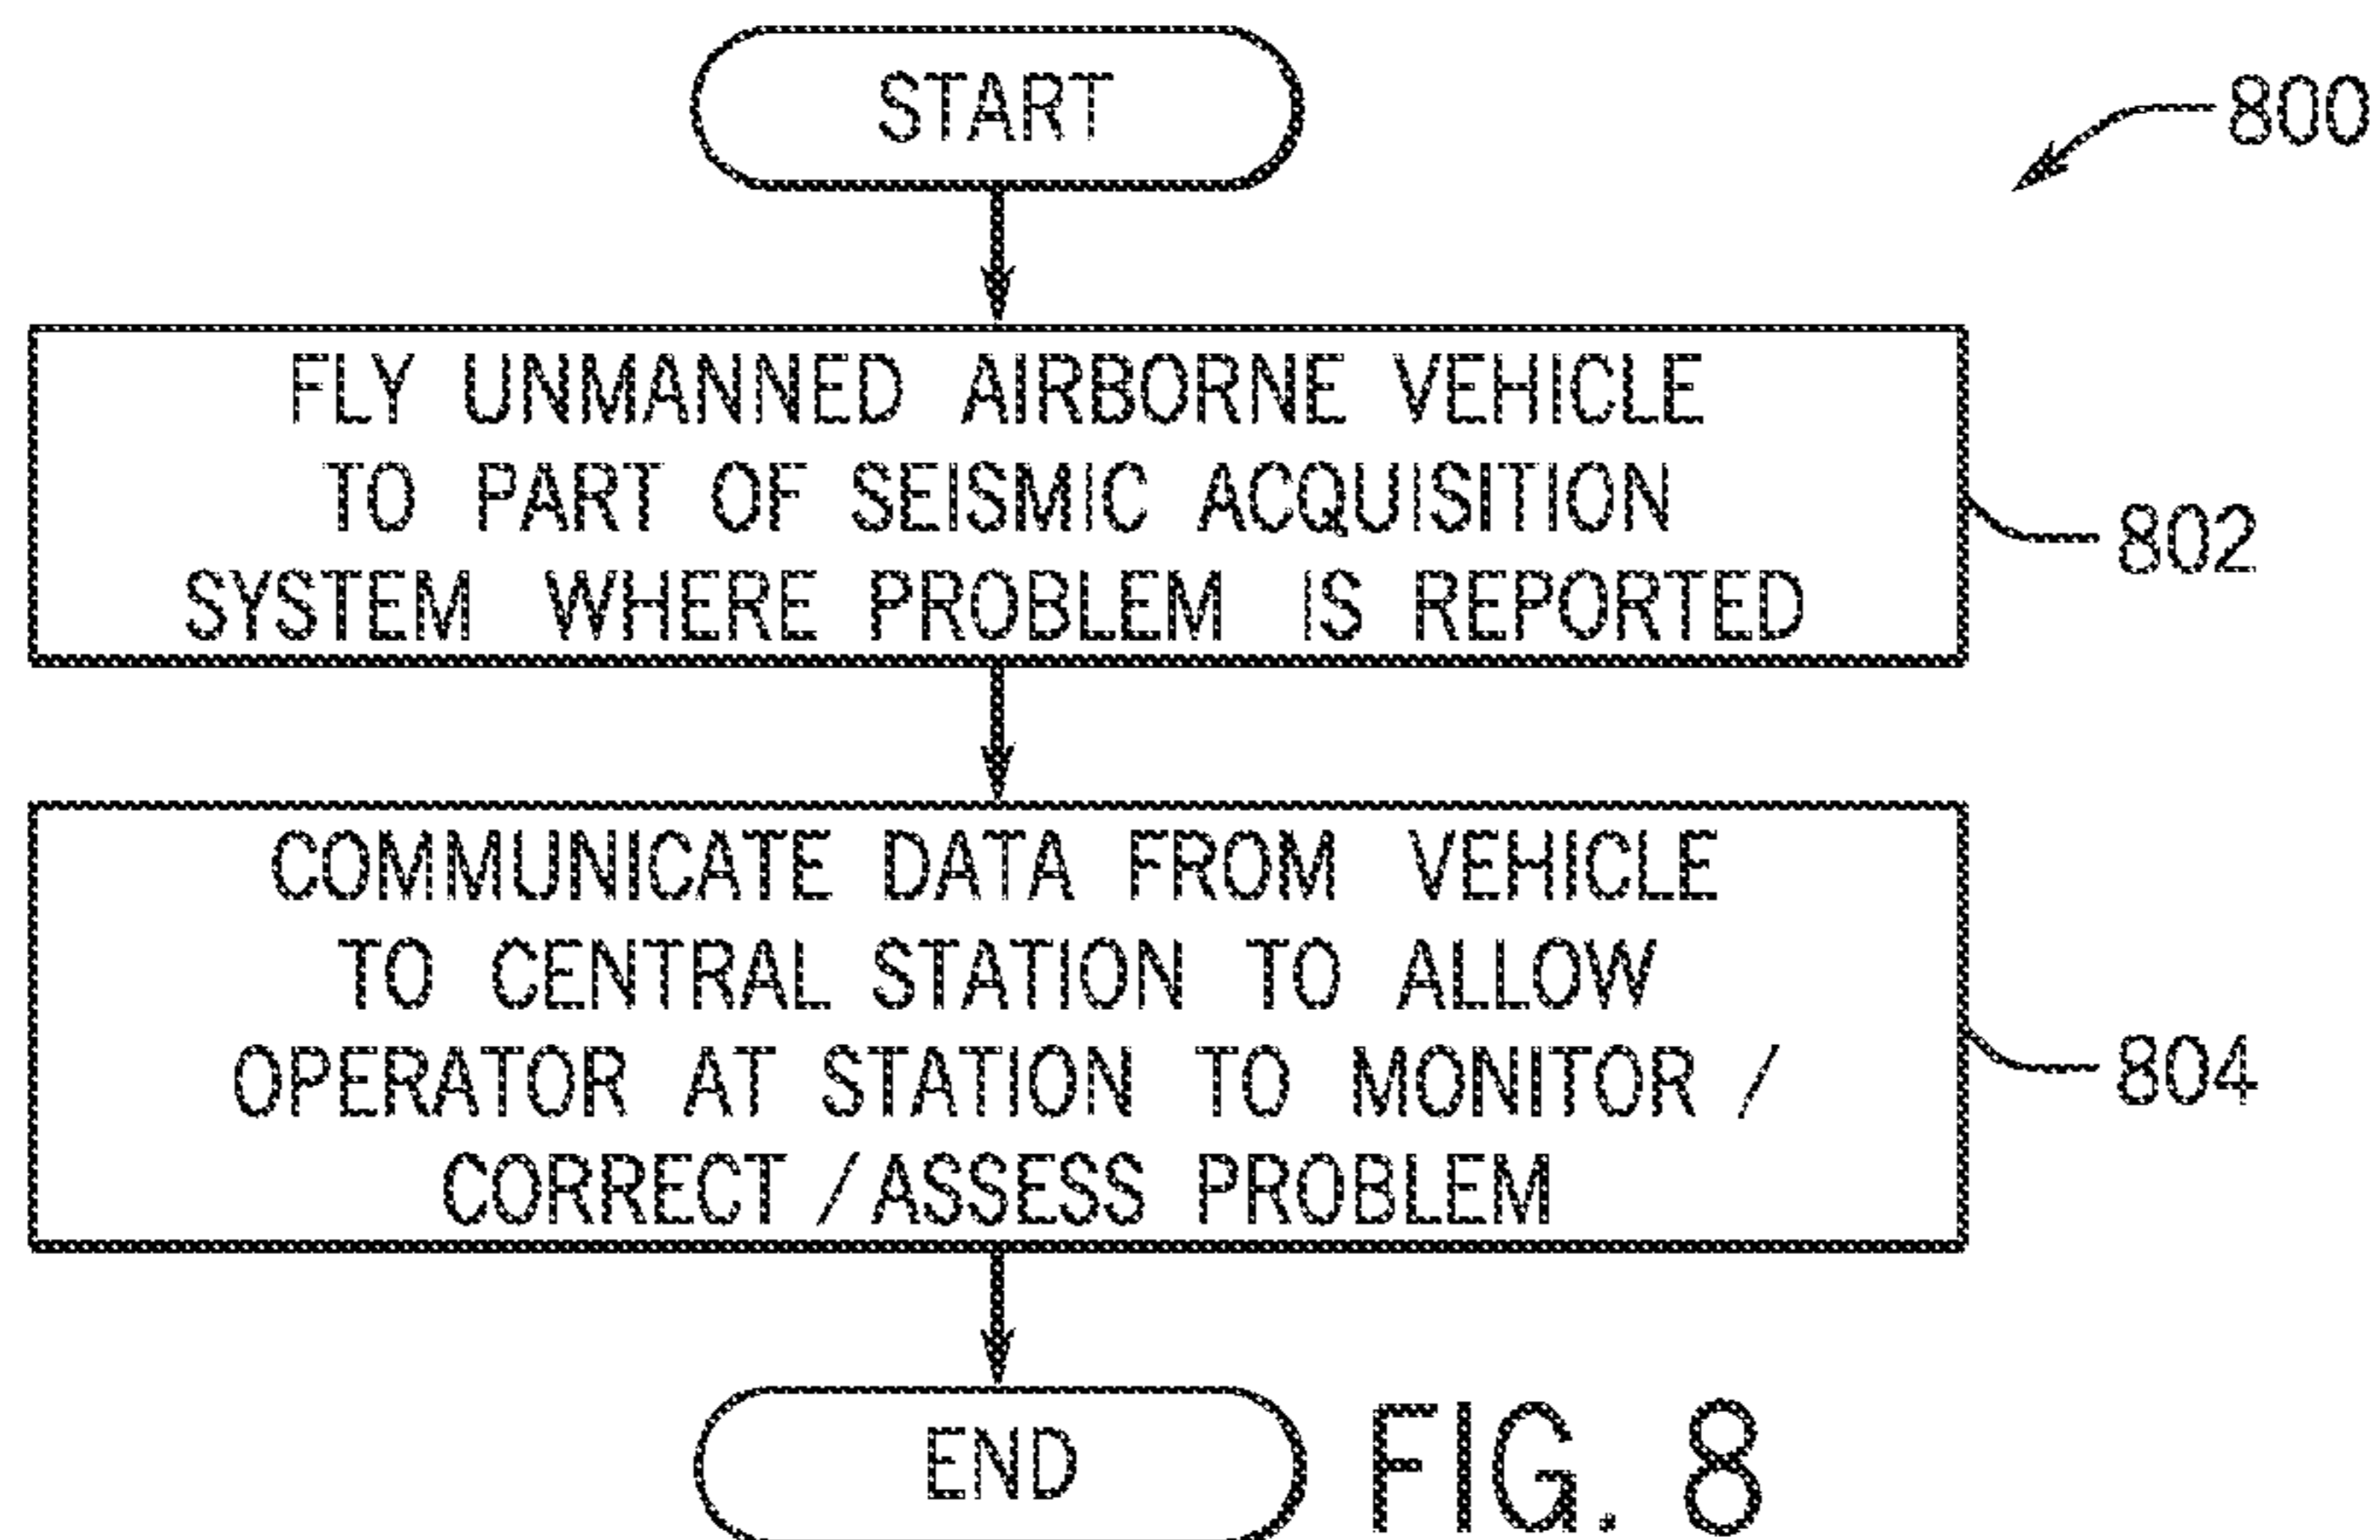 START
800
FLY UNMANNED AIRBORNE VEHICLE
TO PART OF SEISMIC ACQUISITION
SYSTEM WHERE PROBLEM IS REPORTED
802
COMMUNICATE DATA FROM VEHICLE
TO CENTRAL STATION TO ALLOW
OPERATOR AT STATION TO MONITOR /
CORRECT / ASSESS PROBLEM
804
END
FIG. 8